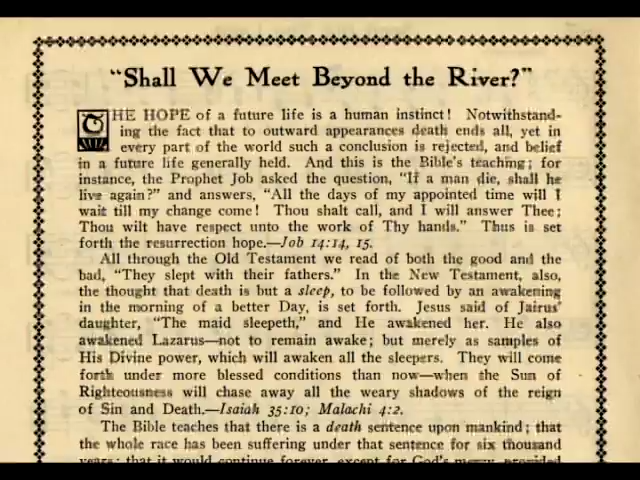 “Shall We Meet Beyond the River?”
THE HOPE of a future life is a human instinct! Notwithstand-
ing the fact that to outward appearances death ends all, yet in
every part of the world such a conclusion is rejected, and belief
in a future life generally held. And this is the Bible's teaching; for
instance, the Prophet Job asked the question, “If a man die, shall he
live again?” and answers, “All the days of my appointed time will I
wait till my change come! Thou shalt call, and I will answer Thee;
Thou wilt have respect unto the work of Thy hands.” Thus is set
forth the resurrection hope.—Job 14:14, 15.
All through the Old Testament we read of both the good and the
bad, “They slept with their fathers.” In the New Testament, also,
the thought that death is but a sleep, to be followed by an awakening
in the morning of a better Day, is set forth. Jesus said of Jairus'
daughter, “The maid sleepeth,” and He awakened her. He also
awakened Lazarus—not to remain awake; but merely as samples of
His Divine power, which will awaken all the sleepers. They will come
forth under more blessed conditions than now—when the Sun of
Righteousness will chase away all the weary shadows of the reign
of Sin and Death.—Isaiah 35:10; Malachi 4:2.
The Bible teaches that there is a death sentence upon mankind; that
the whole race has been suffering under that sentence for six thousand
years; that it would continue forever, except for God's mercy, provided